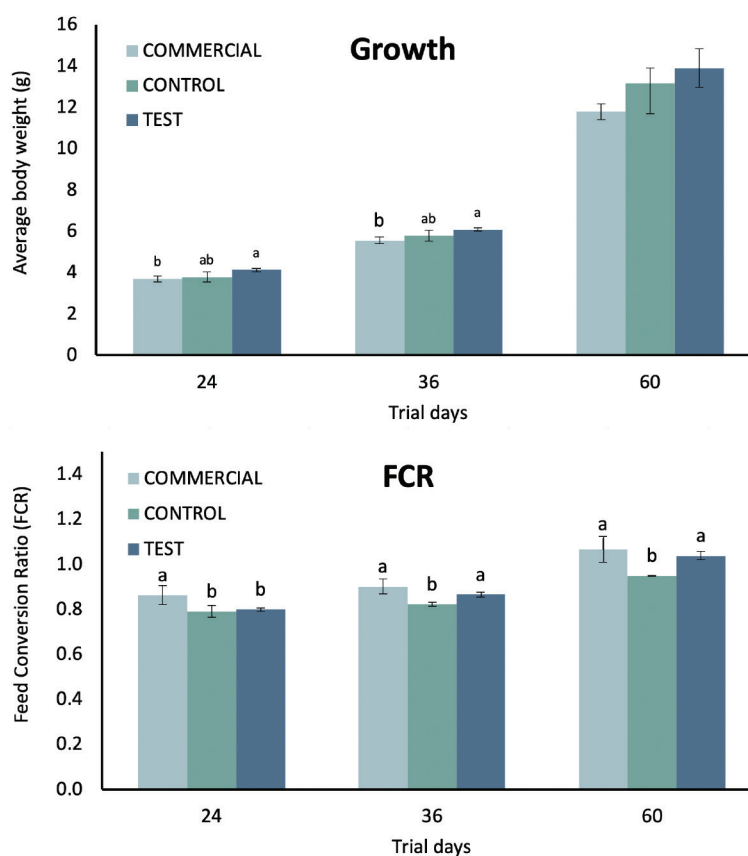 Growth
COMMERCIAL
CONTROL
TEST
Average body weight (g)
16
14
12
10
8
6
4
2
0
b ab a
b ab a
24 36 60
Trial days
FCR
COMMERCIAL
CONTROL
TEST
Feed Conversion Ratio (FCR)
1.4
1.2
1.0
0.8
0.6
0.4
0.2
0.0
a b b
a b a
a b a
24 36 60
Trial days